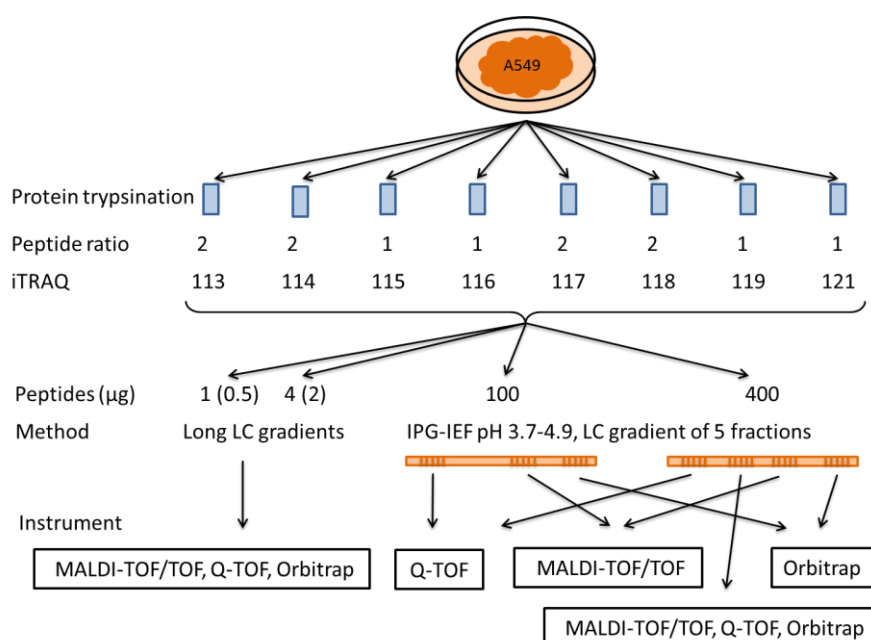 A549
Protein trypsination
Peptide ratio 2 2 1 1 2 2 1 1
iTRAQ 113 114 115 116 117 118 119 121
Peptides (µg) 1 (0.5) 4 (2) 100 400
Method Long LC gradients IPG-IEF pH 3.7-4.9, LC gradient of 5 fractions
Instrument
MALDI-TOF/TOF, Q-TOF, Orbitrap Q-TOF MALDI-TOF/TOF Orbitrap
MALDI-TOF/TOF, Q-TOF, Orbitrap